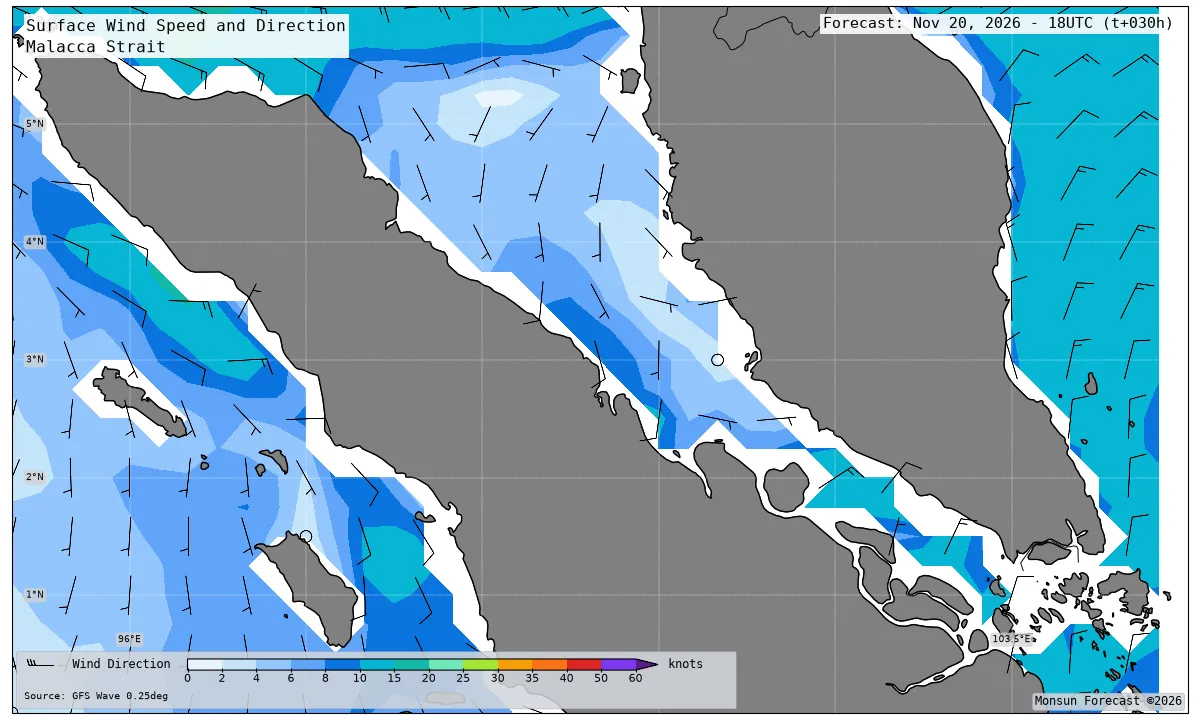 Surface Wind Speed and Direction
Malacca Strait
Forecast: Nov 20, 2026 - 18UTC (t+030h)
5°N
4°N
3°N
2°N
1°N
96°E
103.5°E
Wind Direction
knots
0 2 4 6 8 10 15 20 25 30 35 40 50 60
Source: GFS Wave 0.25deg
Monsun Forecast ©2026